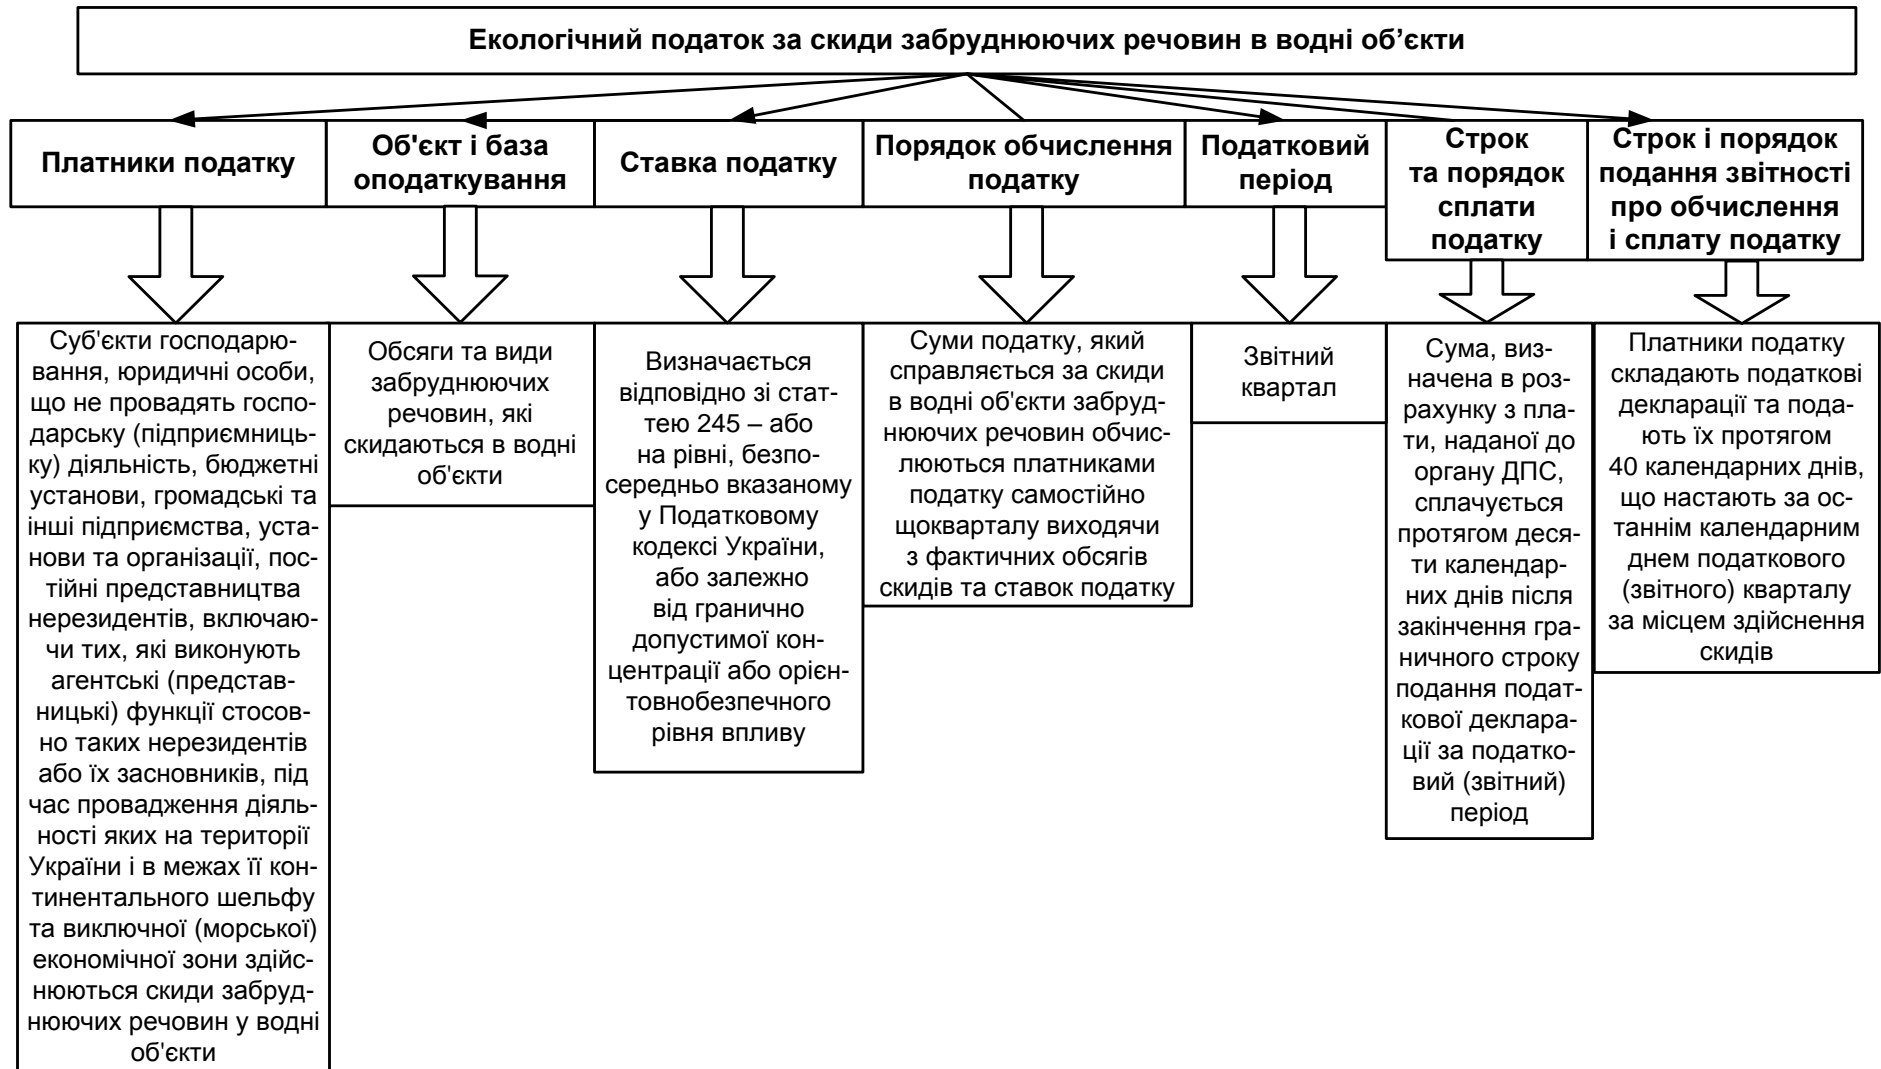 Екологічний податок за скиди забруднюючих речовин в водні об’єкти
Платники податку
Об'єкт і база
оподаткування
Ставка податку
Порядок обчислення
податку
Податковий
період
Строк
та порядок
сплати
податку
Строк і порядок
подання звітності
про обчислення
і сплату податку
Суб'єкти господарю-
вання, юридичні особи,
що не провадять госпо-
дарську (підприємниць-
ку) діяльність, бюджетні
установи, громадські та
інші підприємства, уста-
нови та організації, пос-
тійні представництва
нерезидентів, включаю-
чи тих, які виконують
агентські (представ-
ницькі) функції стосов-
но таких нерезидентів
або їх засновників, під
час провадження діяль-
ності яких на території
України і в межах її кон-
тинентального шельфу
та виключної (морської)
економічної зони здійс-
нюються скиди забруд-
нюючих речовин у водні
об'єкти
Обсяги та види
забруднюючих
речовин, які
скидаються в водні
об'єкти
Визначається
відповідно зі стат-
тею 245 – або
на рівні, безпо-
середньо вказаному
у Податковому
кодексі України,
або залежно
від гранично
допустимої кон-
центрації або орієн-
товнобезпечного
рівня впливу
Суми податку, який
справляється за скиди
в водні об'єкти забруд-
нюючих речовин обчис-
люються платниками
податку самостійно
щокварталу виходячи
з фактичних обсягів
скидів та ставок податку
Звітний
квартал
Сума, виз-
начена в роз-
рахунку з пла-
ти, наданої до
органу ДПС,
сплачується
протягом деся-
ти календар-
них днів після
закінчення гра-
ничного строку
подання подат-
кової деклара-
ції за податко-
вий (звітний)
період
Платники податку
складають податкові
декларації та пода-
ють їх протягом
40 календарних днів,
що настають за ос-
таннім календарним
днем податкового
(звітного) кварталу
за місцем здійснення
скидів